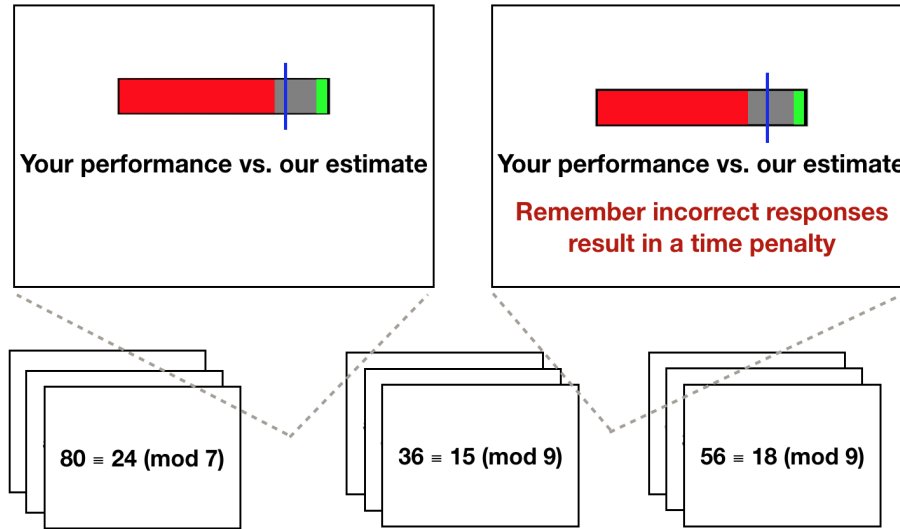 Your performance vs. our estimate
Your performance vs. our estimate
Remember incorrect responses
result in a time penalty
80 ≡ 24 (mod 7)
36 ≡ 15 (mod 9)
56 ≡ 18 (mod 9)